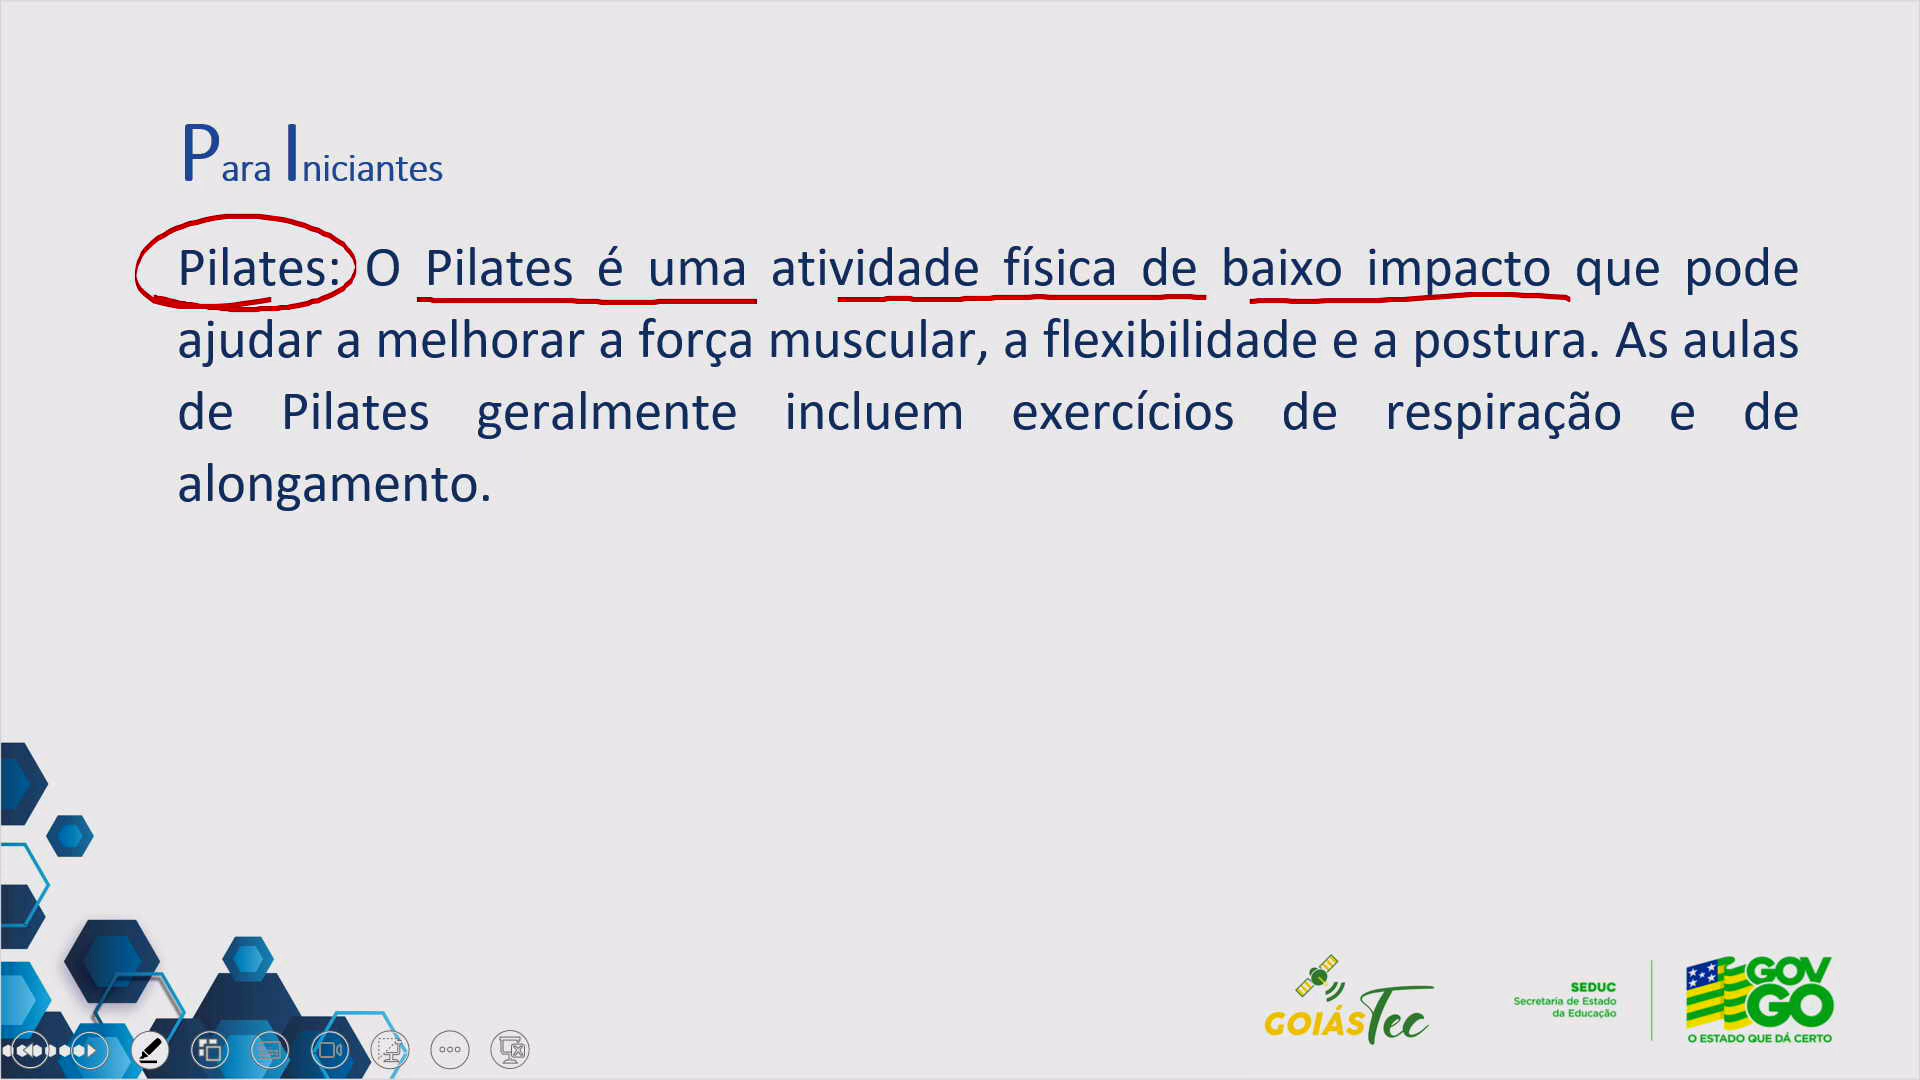 Para Iniciantes
Pilates: O Pilates é uma atividade física de baixo impacto que pode
ajudar a melhorar a força muscular, a flexibilidade e a postura. As aulas
de Pilates geralmente incluem exercícios de respiração e de
alongamento.
GOIÁSTec
SEDUC
Secretaria de Estado
da Educação
GOV
GO
O ESTADO QUE DÁ CERTO